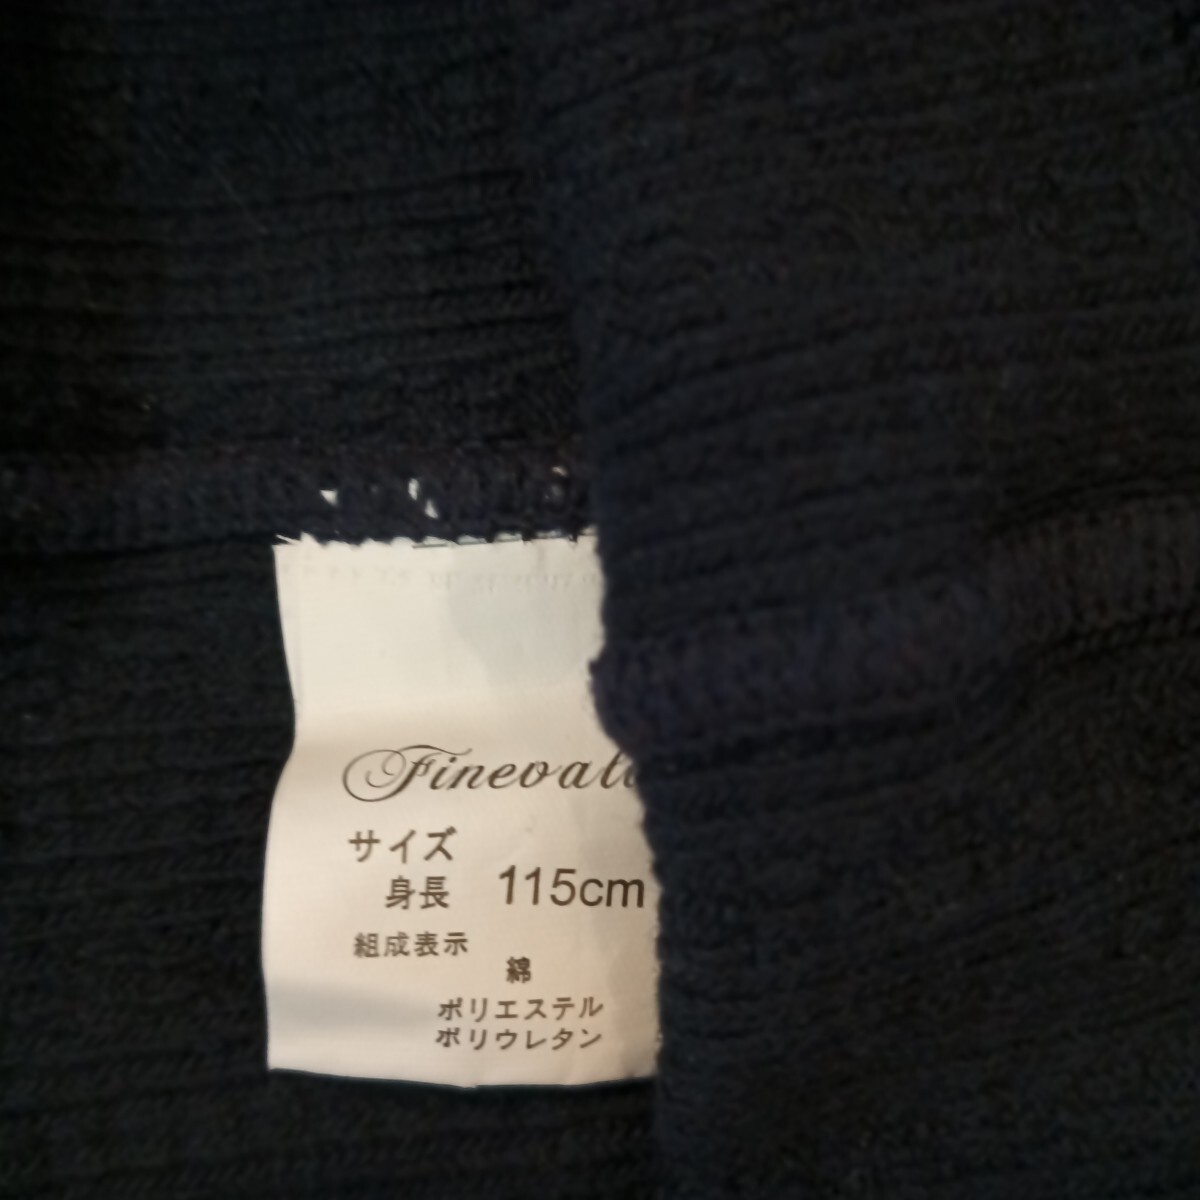 Fineval
サイズ
身長 115cm
組成表示
綿
ポリエステル
ポリウレタン